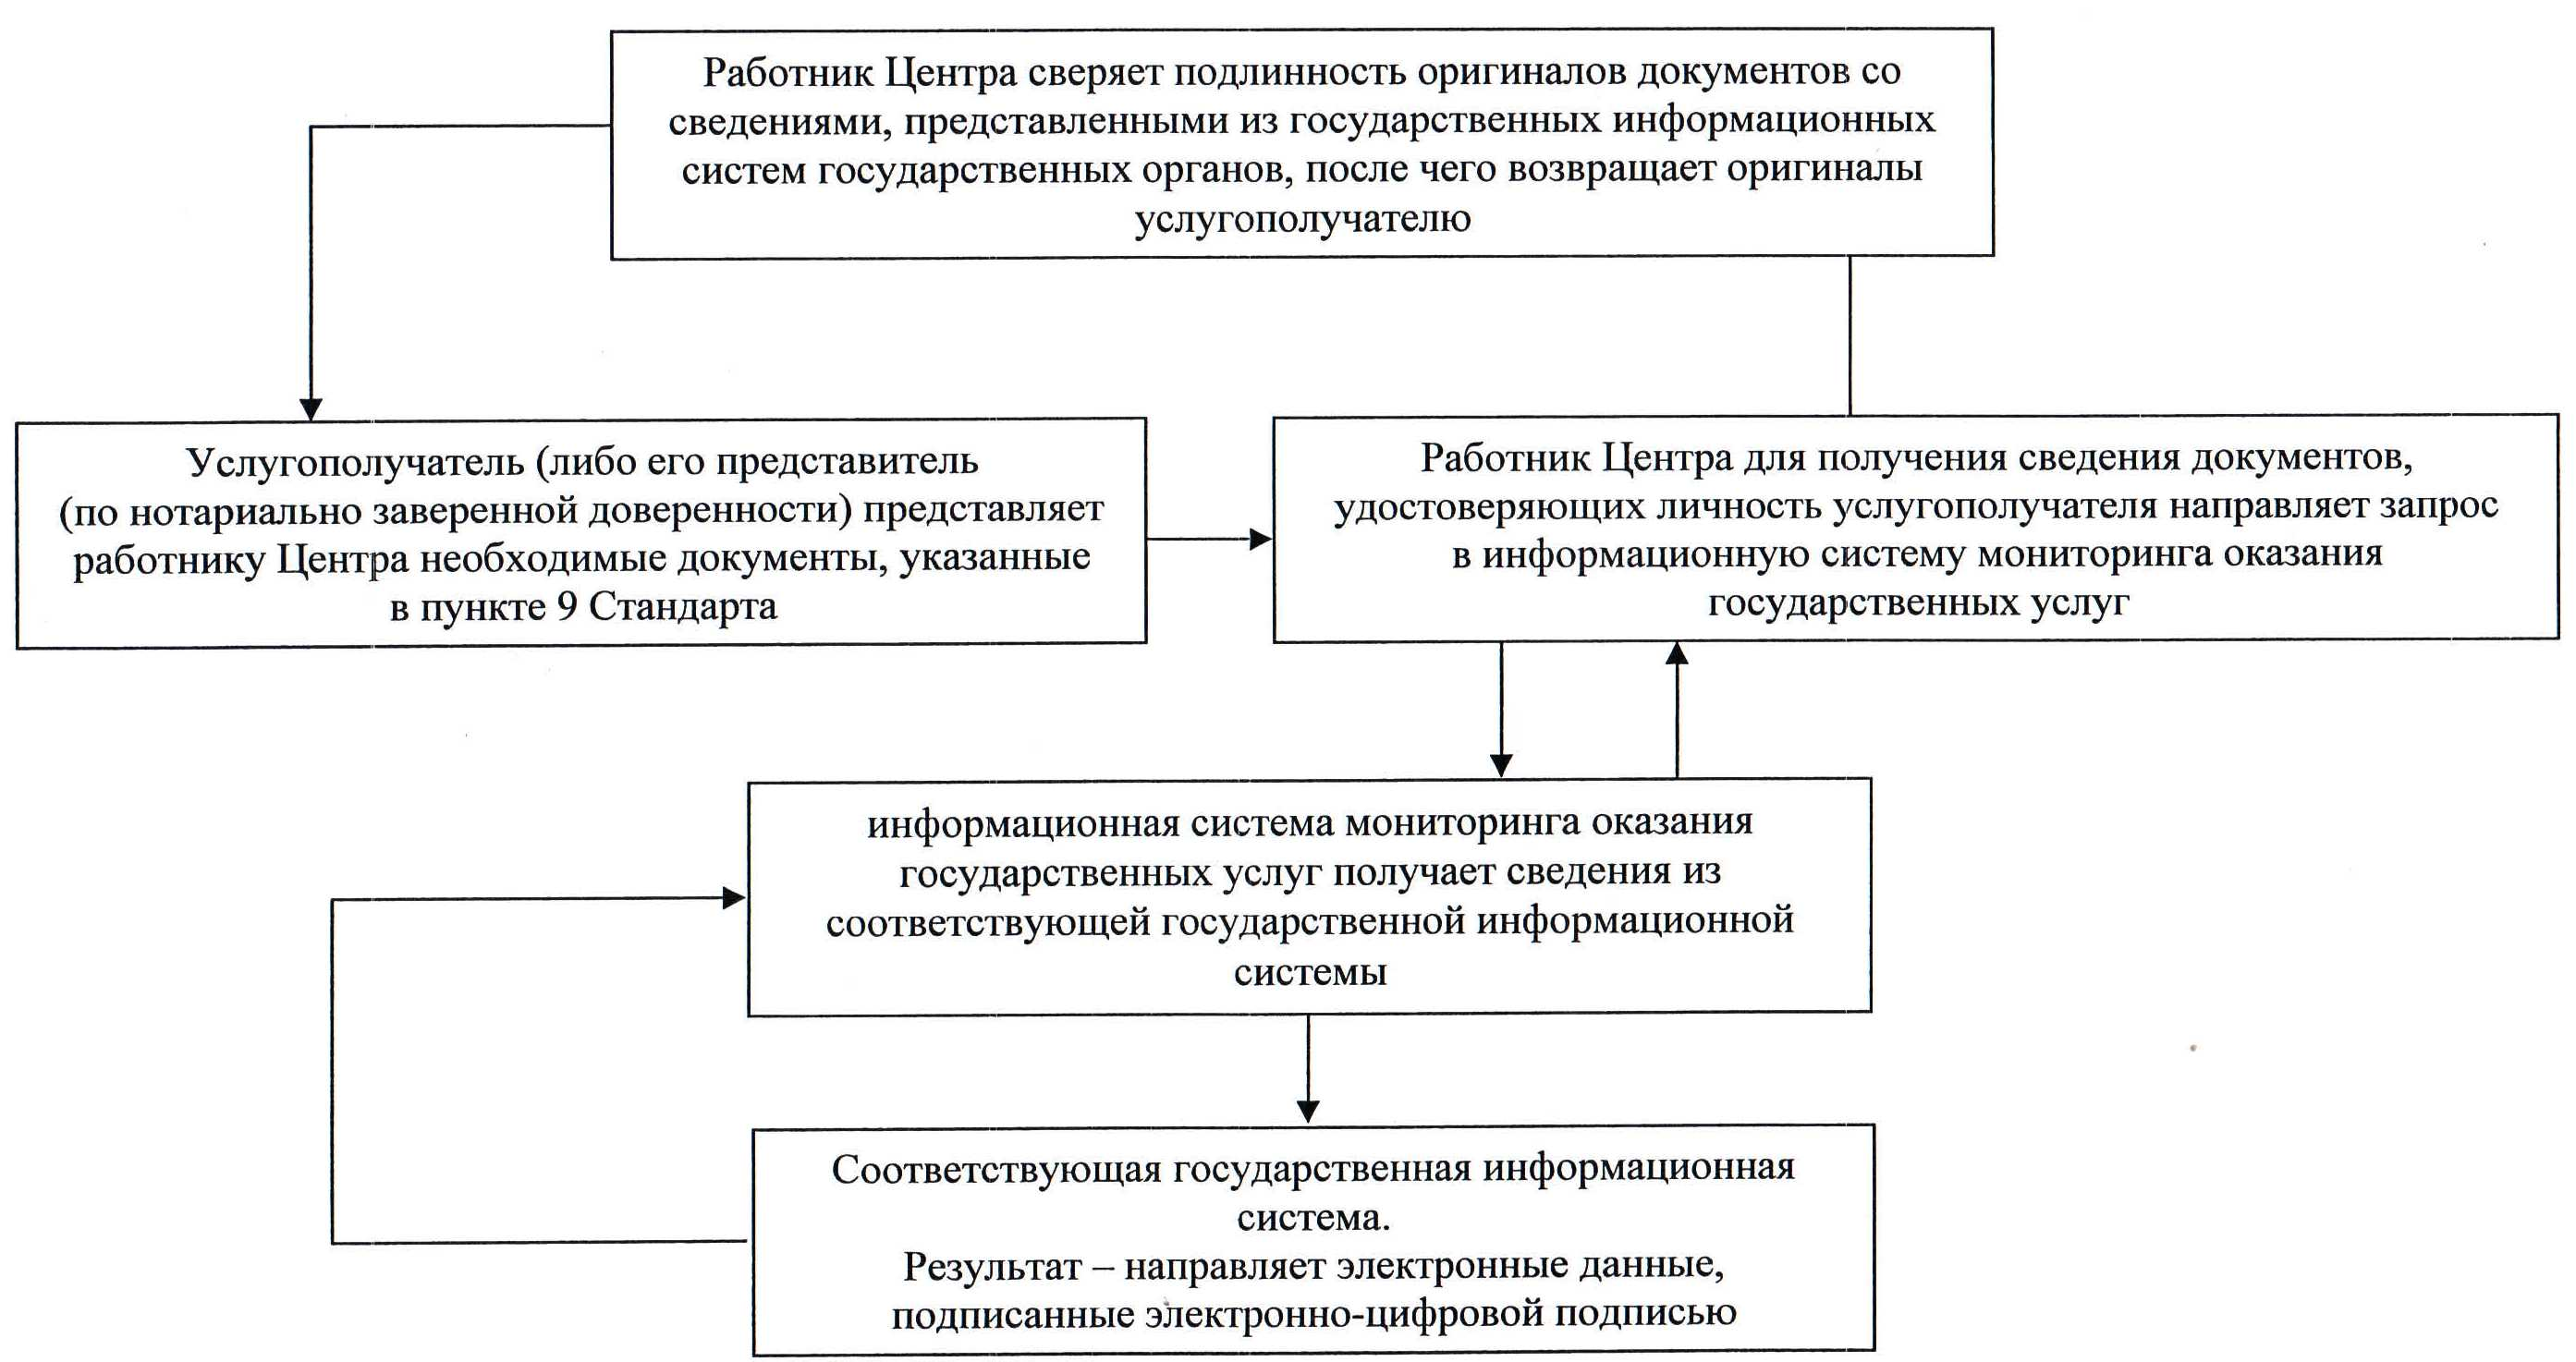 Работник Центра сверяет подлинность оригиналов документов со
сведениями, представленными из государственных информационных
систем государственных органов, после чего возвращает оригиналы
услугополучателю
Услугополучатель (либо его представитель
(по нотариально заверенной доверенности) представляет
работнику Центра необходимые документы, указанные
в пункте 9 Стандарта
Работник Центра для получения сведения документов,
удостоверяющих личность услугополучателя направляет запрос
в информационную систему мониторинга оказания
государственных услуг
информационная система мониторинга оказания
государственных услуг получает сведения из
соответствующей государственной информационной
системы
Соответствующая государственная информационная
система.
Результат – направляет электронные данные,
подписанные электронно-цифровой подписью